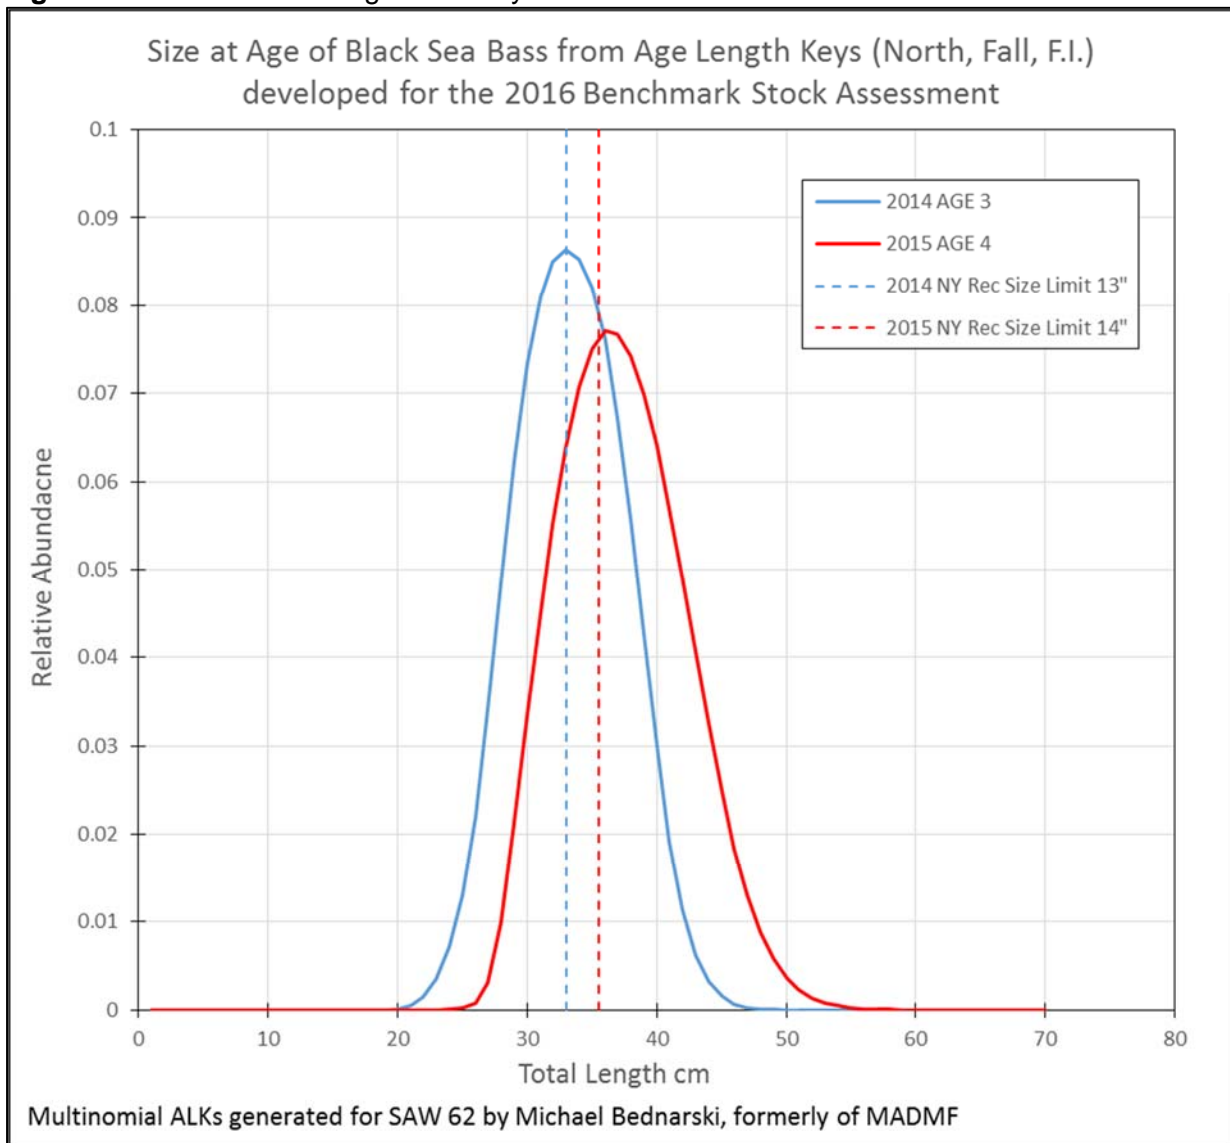 Size at Age of Black Sea Bass from Age Length Keys (North, Fall, F.I.)
developed for the 2016 Benchmark Stock Assessment
0.1
0.09
0.08
0.07
0.06
0.05
0.04
0.03
0.02
0.01
0
Relative Abundacne
2014 AGE 3
2015 AGE 4
2014 NY Rec Size Limit 13"
2015 NY Rec Size Limit 14"
0 10 20 30 40 50 60 70 80
Total Length cm
Multinomial ALKs generated for SAW 62 by Michael Bednarski, formerly of MADMF